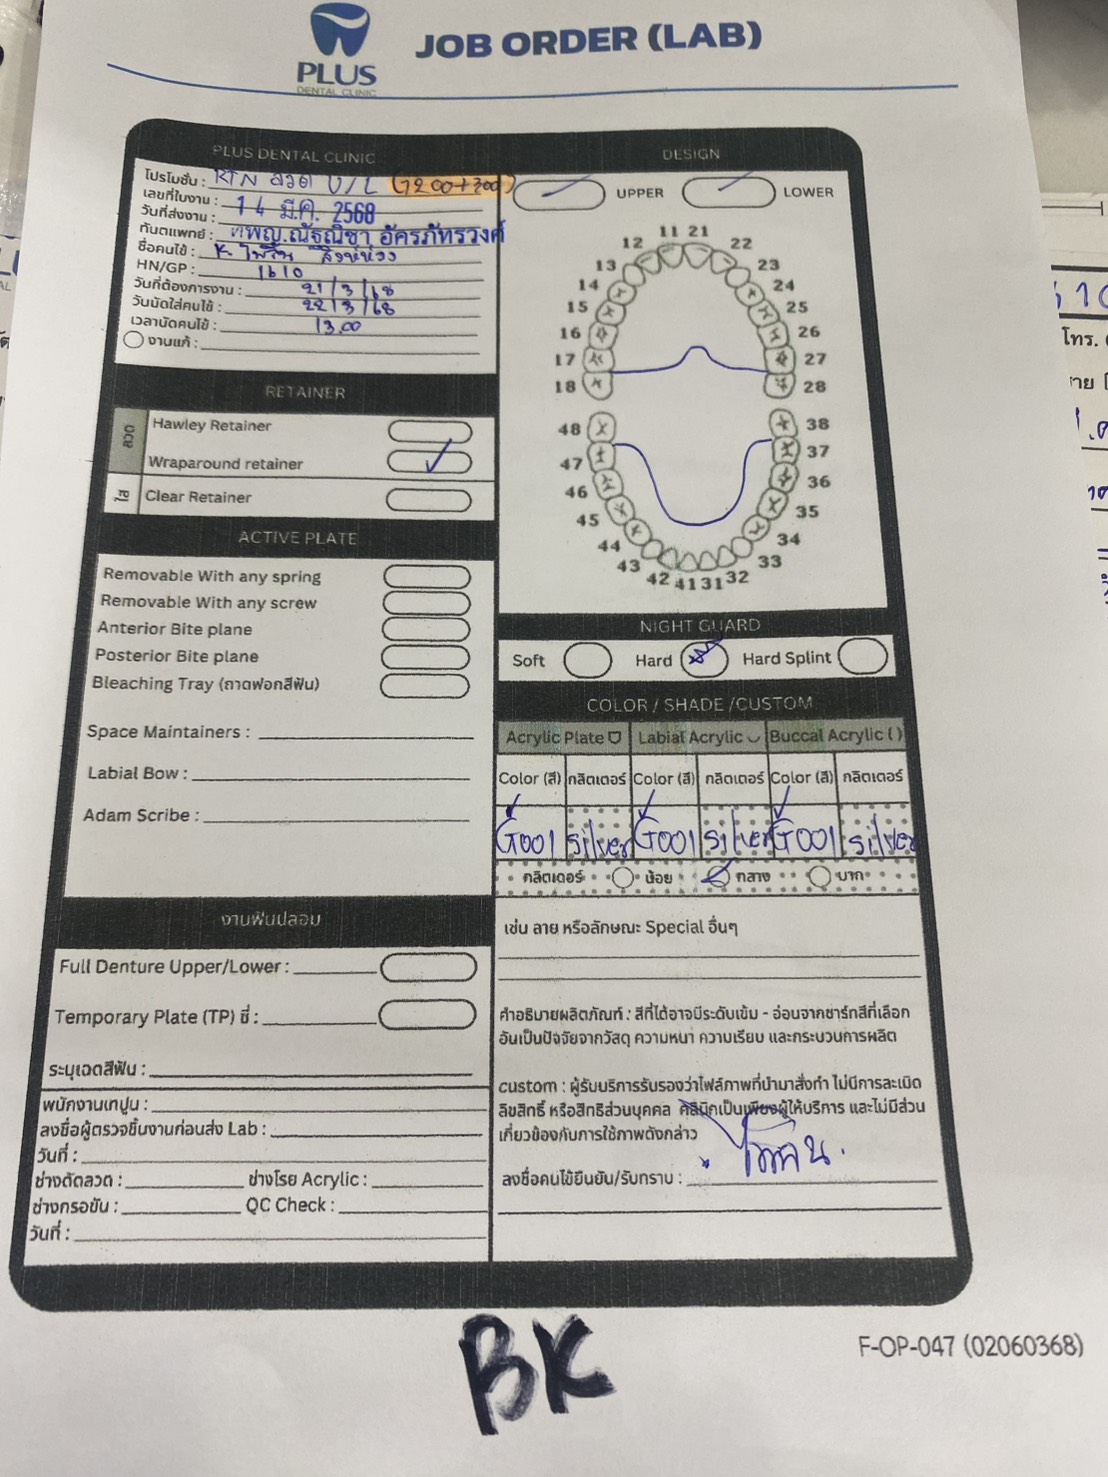 PLUS
DENTAL CLINIC
JOB ORDER (LAB)
PLUS DENTAL CLINIC
โปรโมชั่น : RTN ลวด U/L (7200+300)
เลขที่ใบงาน :
วันที่ส่งงาน : 14 มี.ค. 2568
ทันตแพทย์ : ทพญ.ณัฐณิชา อัครภัทรวงศ์
ชื่อคนไข้ : K.
HN/GP : 1610
วันที่ต้องการงาน : 21/3/68
วันนัดใส่คนไข้ : 22/3/68
เวลานัดคนไข้ : 13.00
งานแก้ :
DESIGN
UPPER
LOWER
11 21
12 22
13 23
14 24
15 25
16 26
17 27
18 28
48 38
47 37
46 36
45 35
44 34
43 33
42 41 31 32
RETAINER
ลวด
Hawley Retainer
Wraparound retainer
ใส
Clear Retainer
ACTIVE PLATE
Removable With any spring
Removable With any screw
Anterior Bite plane
Posterior Bite plane
Bleaching Tray (ถาดฟอกสีฟัน)
Space Maintainers :
Labial Bow :
Adam Scribe :
NIGHT GUARD
Soft Hard Hard Splint
COLOR / SHADE /CUSTOM
Acrylic Plate Labial Acrylic Buccal Acrylic ( )
Color (สี) กลิตเตอร์ Color (สี) กลิตเตอร์ Color (สี) กลิตเตอร์
G001 silver G001 silver G001 silver
กลิตเตอร์ น้อย กลาง มาก
เช่น ลาย หรือลักษณะ Special อื่นๆ
งานฟันปลอม
Full Denture Upper/Lower :
Temporary Plate (TP) ซี่ :
ระบุเฉดสีฟัน :
พนักงานเทปูน :
ลงชื่อผู้ตรวจชิ้นงานก่อนส่ง Lab :
วันที่ :
ช่างดัดลวด : ช่างโรย Acrylic :
ช่างกรอขัน : QC Check :
วันที่ :
คำอธิบายผลิตภัณฑ์ : สีที่ได้อาจมีระดับเข้ม - อ่อนจากชาร์ทสีที่เลือก
อันเป็นปัจจัยจากวัสดุ ความหนา ความเรียบ และกระบวนการผลิต
custom : ผู้รับบริการรับรองว่าไฟล์ภาพที่นำมาสั่งทำ ไม่มีการละเมิด
ลิขสิทธิ์ หรือสิทธิส่วนบุคคล คลินิกเป็นเพียงผู้ให้บริการ และไม่มีส่วน
เกี่ยวข้องกับการใช้ภาพดังกล่าว
ลงชื่อคนไข้ยืนยัน/รับทราบ :
BK
F-OP-047 (02060368)
โทร.